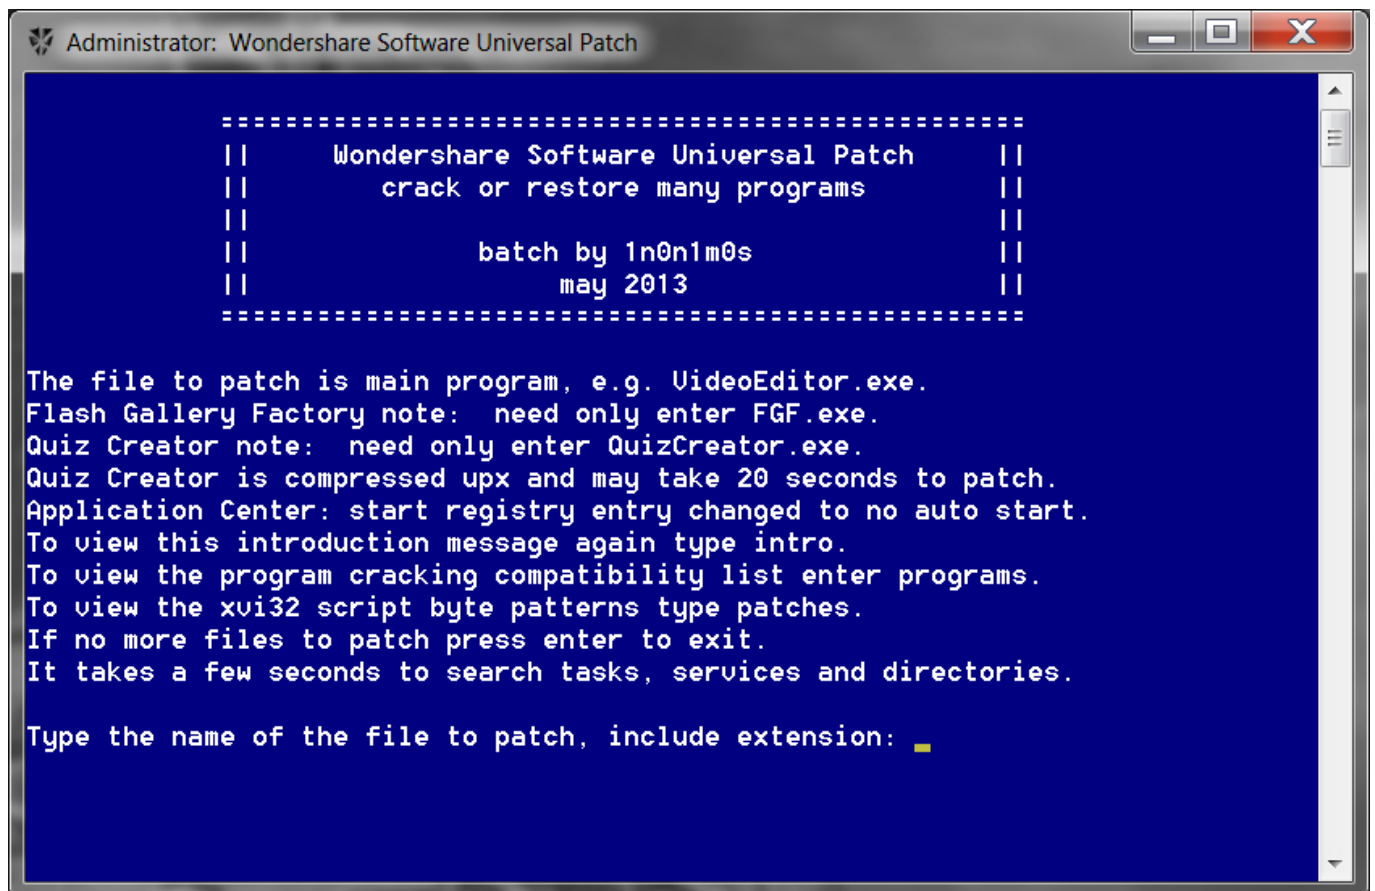 Administrator: Wondershare Software Universal Patch
==================================================
|| Wondershare Software Universal Patch ||
|| crack or restore many programs ||
|| ||
|| batch by 1n0n1m0s ||
|| may 2013 ||
==================================================
The file to patch is main program, e.g. VideoEditor.exe.
Flash Gallery Factory note: need only enter FGF.exe.
Quiz Creator note: need only enter QuizCreator.exe.
Quiz Creator is compressed upx and may take 20 seconds to patch.
Application Center: start registry entry changed to no auto start.
To view this introduction message again type intro.
To view the program cracking compatibility list enter programs.
To view the xvi32 script byte patterns type patches.
If no more files to patch press enter to exit.
It takes a few seconds to search tasks, services and directories.
Type the name of the file to patch, include extension: